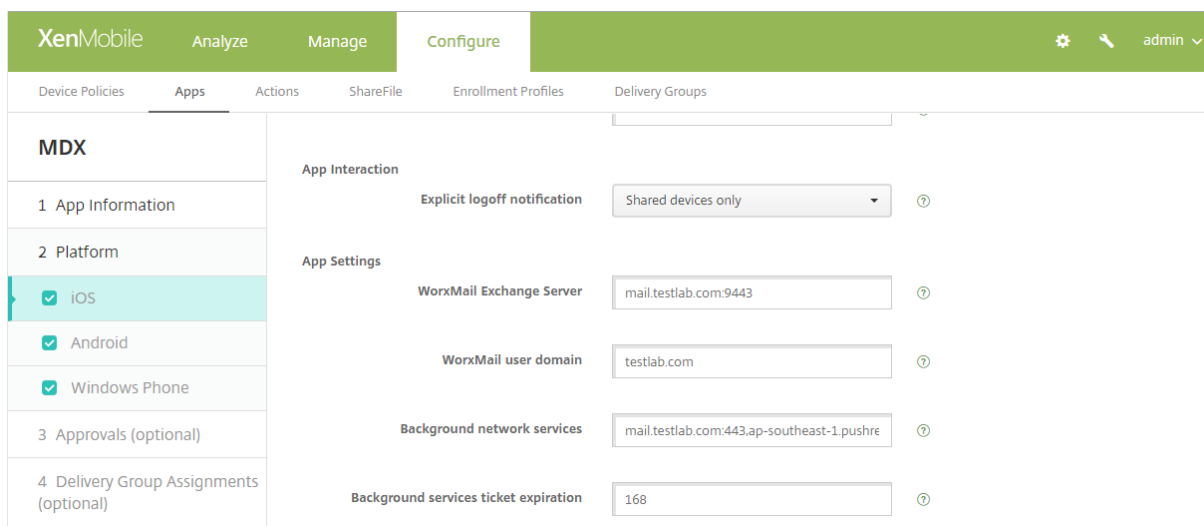 XenMobile Analyze Manage Configure admin
Device Policies Apps Actions ShareFile Enrollment Profiles Delivery Groups
MDX
1 App Information
2 Platform
iOS
Android
Windows Phone
3 Approvals (optional)
4 Delivery Group Assignments
(optional)
App Interaction
Explicit logoff notification Shared devices only
App Settings
WorxMail Exchange Server mail.testlab.com:9443
WorxMail user domain testlab.com
Background network services mail.testlab.com:443,ap-southeast-1.pushre
Background services ticket expiration 168